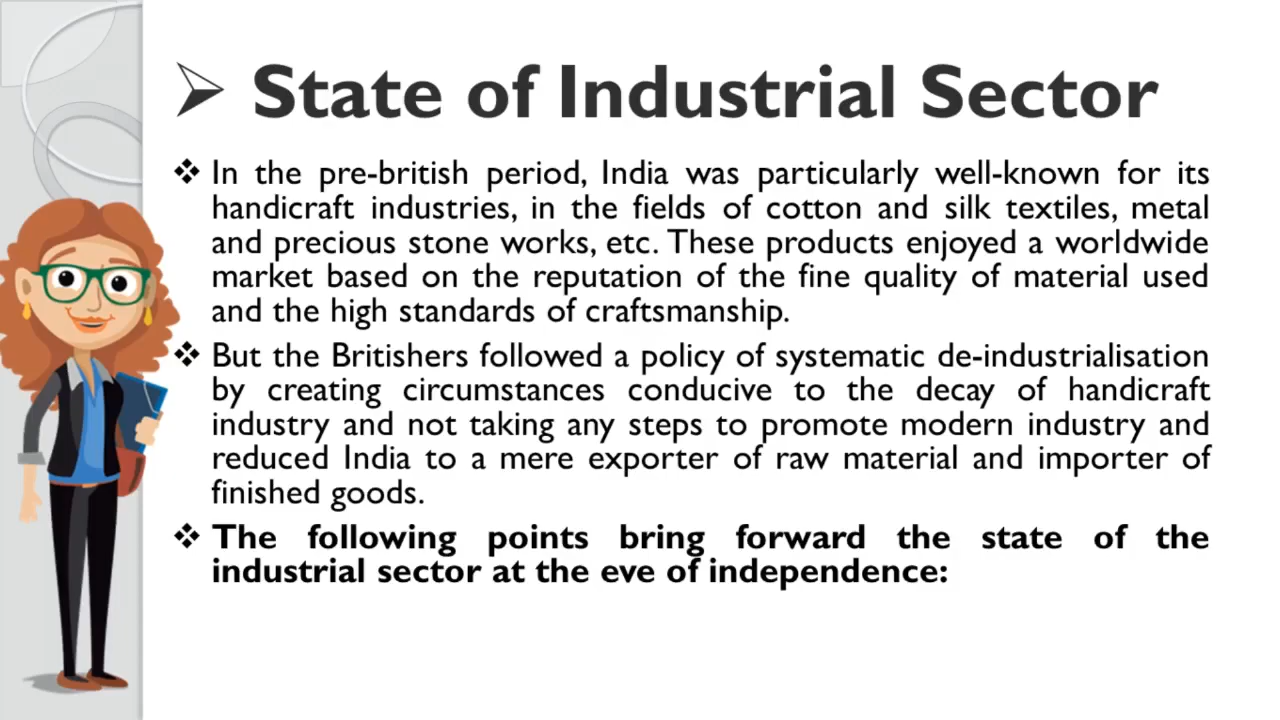 ➢ State of Industrial Sector
❖ In the pre-british period, India was particularly well-known for its
handicraft industries, in the fields of cotton and silk textiles, metal
and precious stone works, etc. These products enjoyed a worldwide
market based on the reputation of the fine quality of material used
and the high standards of craftsmanship.
❖ But the Britishers followed a policy of systematic de-industrialisation
by creating circumstances conducive to the decay of handicraft
industry and not taking any steps to promote modern industry and
reduced India to a mere exporter of raw material and importer of
finished goods.
❖ The following points bring forward the state of the
industrial sector at the eve of independence: